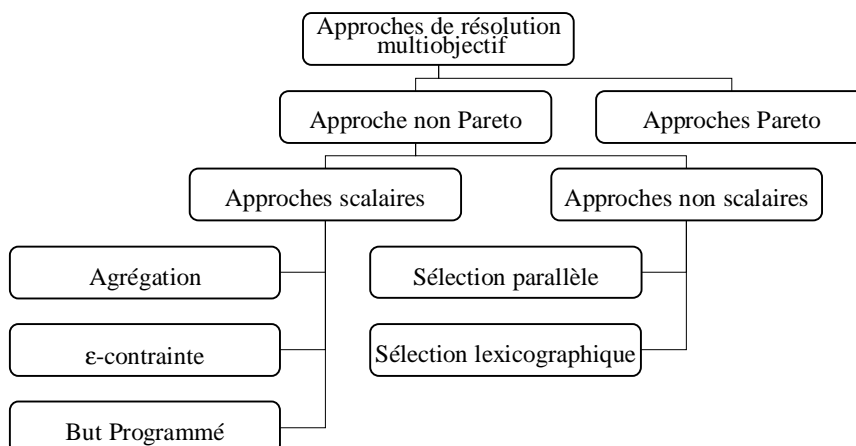 Approches de résolution
multiobjectif
Approche non Pareto
Approches Pareto
Approches scalaires
Approches non scalaires
Agrégation
Sélection parallèle
ε-contrainte
Sélection lexicographique
But Programmé